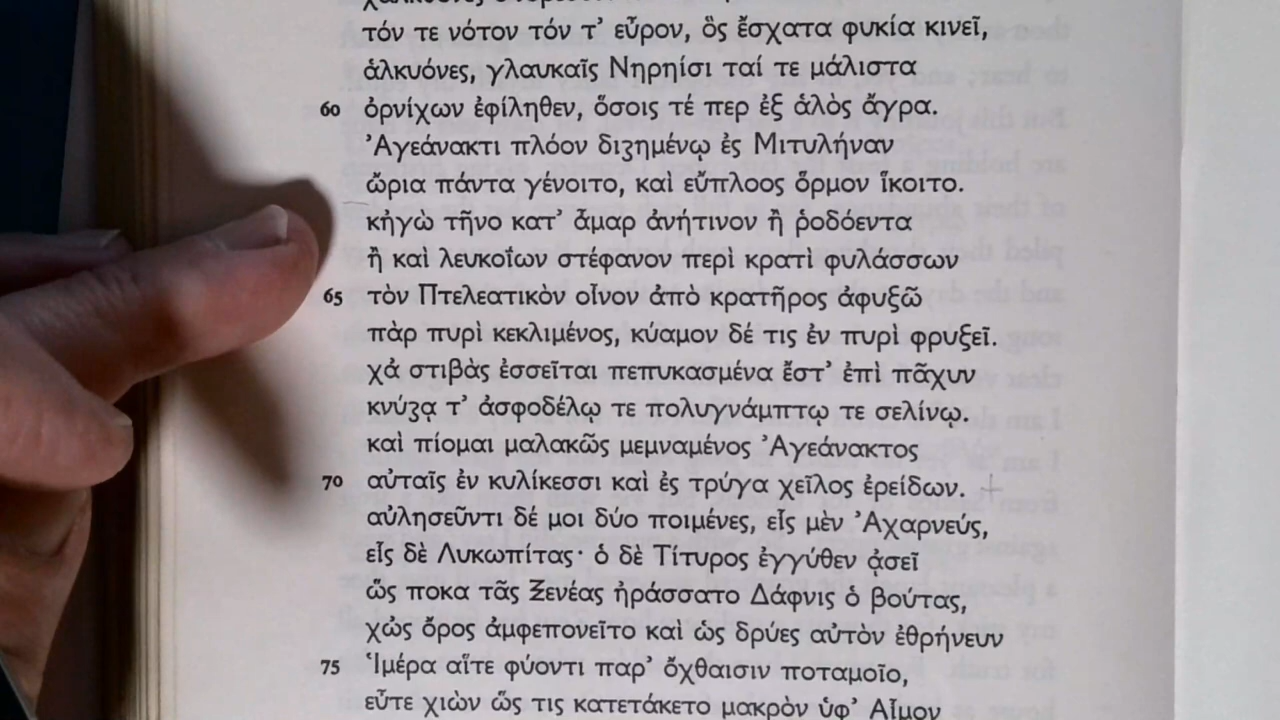 τόν τε νότον τόν τ’ εὖρον, ὃς ἔσχατα φυκία κινεῖ,
ἁλκυόνες, γλαυκαῖς Νηρηίσι ταί τε μάλιστα
60 ὀρνίχων ἐφίληθεν, ὅσοις τέ περ ἐξ ἁλὸς ἄγρα.
Ἀγεάνακτι πλόον διζημένῳ ἐς Μιτυλήναν
ὥρια πάντα γένοιτο, καὶ εὔπλοος ὅρμον ἵκοιτο.
κἠγὼ τῆνο κατ’ ἆμαρ ἀνήτινον ἢ ῥοδόεντα
ἢ καὶ λευκοΐων στέφανον περὶ κρατὶ φυλάσσων
65 τὸν Πτελεατικὸν οἶνον ἀπὸ κρατῆρος ἀφυξῶ
πὰρ πυρὶ κεκλιμένος, κύαμον δέ τις ἐν πυρὶ φρυξεῖ.
χἀ στιβὰς ἐσσεῖται πεπυκασμένα ἔστ’ ἐπὶ πᾶχυν
κνύζᾳ τ’ ἀσφοδέλῳ τε πολυγνάμπτῳ τε σελίνῳ.
καὶ πίομαι μαλακῶς μεμναμένος Ἀγεάνακτος
70 αὐταῖς ἐν κυλίκεσσι καὶ ἐς τρύγα χεῖλος ἐρείδων.
αὐλησεῦντι δέ μοι δύο ποιμένες, εἷς μὲν Ἀχαρνεύς,
εἷς δὲ Λυκωπίτας· ὁ δὲ Τίτυρος ἐγγύθεν ᾀσεῖ
ὥς ποκα τᾶς Ξενέας ἠράσσατο Δάφνις ὁ βούτας,
χὠς ὄρος ἀμφεπονεῖτο καὶ ὡς δρύες αὐτὸν ἐθρήνευν
75 Ἱμέρα αἵτε φύοντι παρ’ ὄχθαισιν ποταμοῖο,
εὖτε χιὼν ὥς τις κατετάκετο μακρὸν ὑφ’ Αἷμον